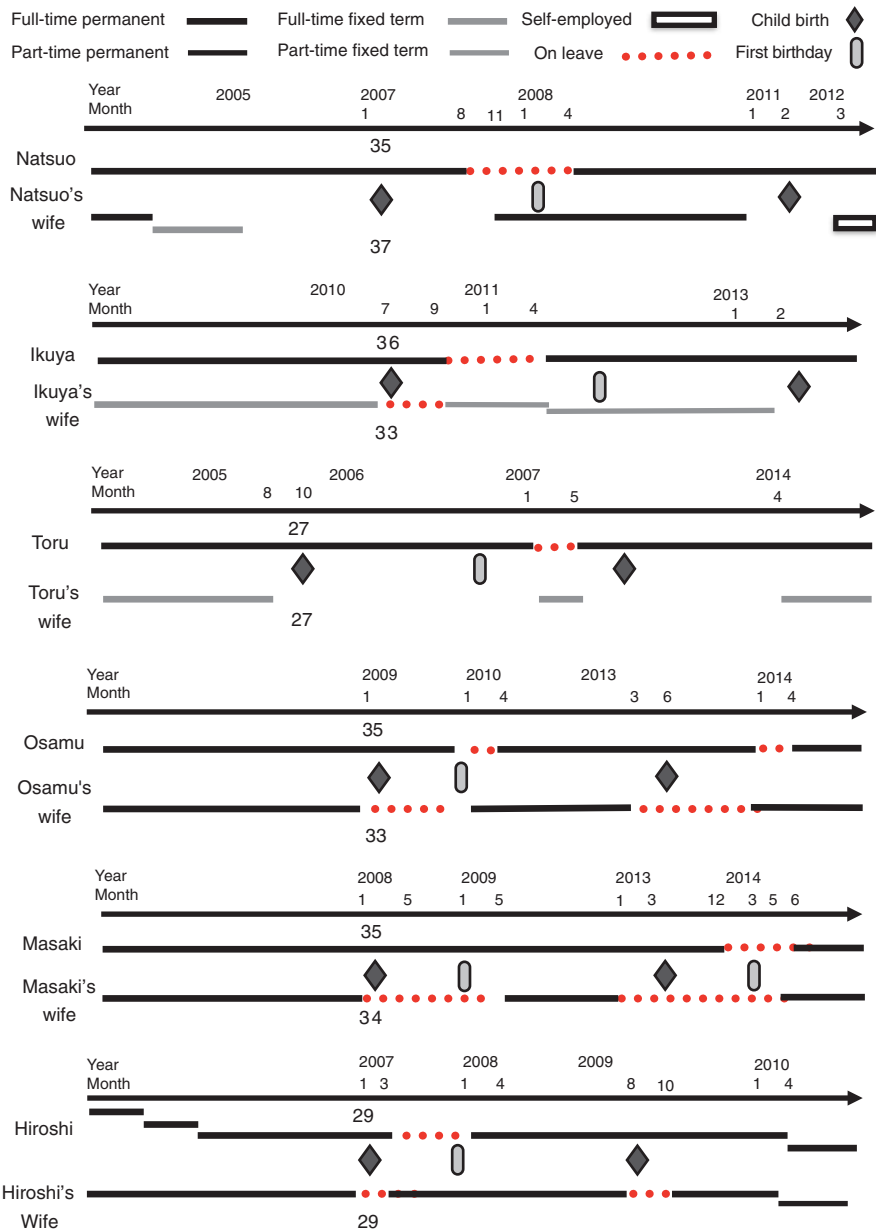 Full-time permanent Full-time fixed term Self-employed Child birth
Part-time permanent Part-time fixed term On leave First birthday
Year 2005 2007 2008 2011 2012
Month 1 8 11 1 4 1 2 3
35
Natsuo
Natsuo's
wife
37
Year 2010 2011 2013
Month 7 9 1 4 1 2
36
Ikuya
Ikuya's
wife
33
Year 2005 2006 2007 2014
Month 8 10 1 5 4
27
Toru
Toru's
wife
27
Year 2009 2010 2013 2014
Month 1 1 4 3 6 1 4
35
Osamu
Osamu's
wife
33
Year 2008 2009 2013 2014
Month 1 5 1 5 1 3 12 3 5 6
35
Masaki
Masaki's
wife
34
Year 2007 2008 2009 2010
Month 1 3 1 4 8 10 1 4
29
Hiroshi
Hiroshi's
Wife
29